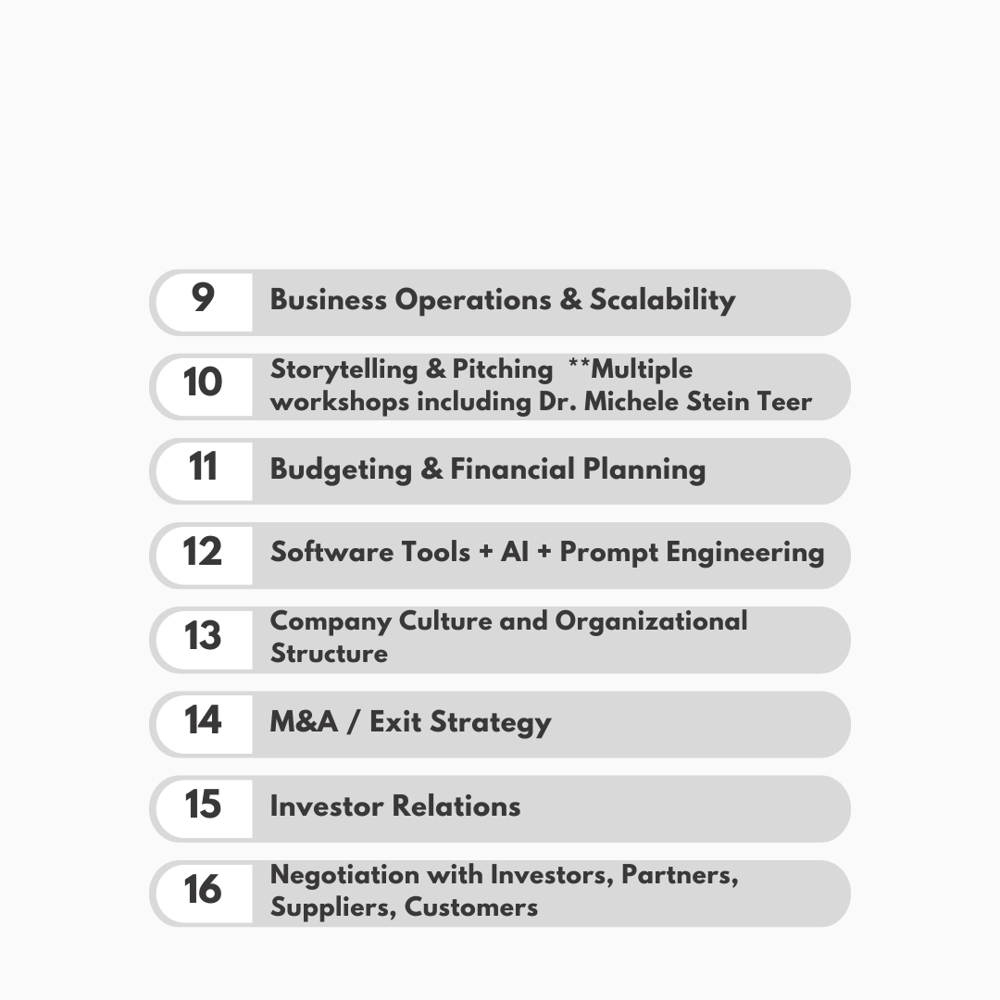 9
Business Operations & Scalability
10
Storytelling & Pitching  **Multiple
workshops including Dr. Michele Stein Teer
11
Budgeting & Financial Planning
12
Software Tools + AI + Prompt Engineering
13
Company Culture and Organizational
Structure
14
M&A / Exit Strategy
15
Investor Relations
16
Negotiation with Investors, Partners,
Suppliers, Customers